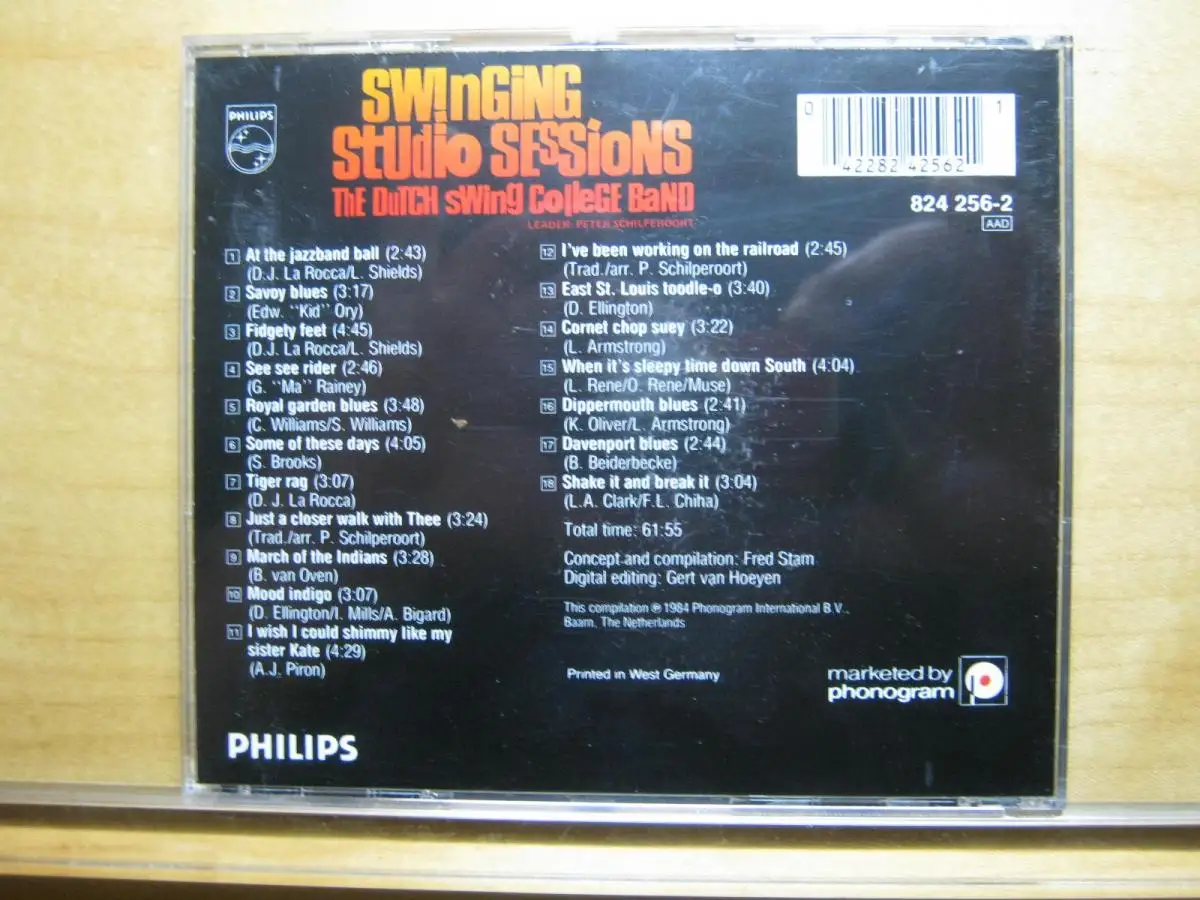 PHILIPS
SWinGiNG
StUdio SESSiONS
ThE DuTCH sWing ColleGE BaND
LEADER: PETER SCHILPEROORT
0 1
42282 42562
824 256-2
AAD
1 At the jazzband ball (2:43)
(D.J. La Rocca/L. Shields)
2 Savoy blues (3:17)
(Edw. "Kid" Ory)
3 Fidgety feet (4:45)
(D.J. La Rocca/L. Shields)
4 See see rider (2:46)
(G. "Ma" Rainey)
5 Royal garden blues (3:48)
(C. Williams/S. Williams)
6 Some of these days (4:05)
(S. Brooks)
7 Tiger rag (3:07)
(D. J. La Rocca)
8 Just a closer walk with Thee (3:24)
(Trad./arr. P. Schilperoort)
9 March of the Indians (3:28)
(B. van Oven)
10 Mood indigo (3:07)
(D. Ellington/I. Mills/A. Bigard)
11 I wish I could shimmy like my
sister Kate (4:29)
(A.J. Piron)
12 I've been working on the railroad (2:45)
(Trad./arr. P. Schilperoort)
13 East St. Louis toodle-o (3:40)
(D. Ellington)
14 Cornet chop suey (3:22)
(L. Armstrong)
15 When it's sleepy time down South (4:04)
(L. Rene/O. Rene/Muse)
16 Dippermouth blues (2:41)
(K. Oliver/L. Armstrong)
17 Davenport blues (2:44)
(B. Beiderbecke)
18 Shake it and break it (3:04)
(L.A. Clark/F.L. Chiha)
Total time: 61:55
Concept and compilation: Fred Stam
Digital editing: Gert van Hoeyen
This compilation ℗ 1984 Phonogram International B.V.,
Baarn, The Netherlands
Printed in West Germany
marketed by
phonogram
PHILIPS